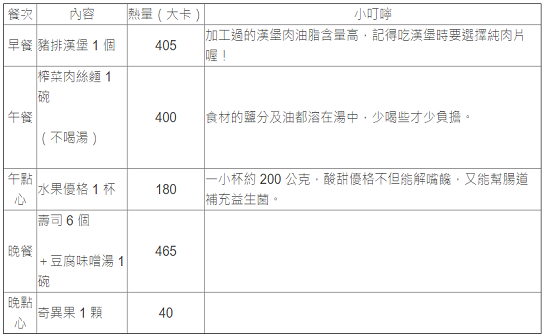 餐次 內容 熱量（大卡） 小叮嚀
早餐 豬排漢堡 1 個 405 加工過的漢堡肉油脂含量高，記得吃漢堡時要選擇純肉片
喔！
午餐 榨菜肉絲麵 1
碗
（不喝湯） 400 食材的鹽分及油都溶在湯中，少喝些才少負擔。
午點
心 水果優格 1 杯 180 一小杯約 200 公克，酸甜優格不但能解嘴饞，又能幫腸道
補充益生菌。
晚餐 壽司 6 個
＋豆腐味噌湯 1
碗 465
晚點
心 奇異果 1 顆 40